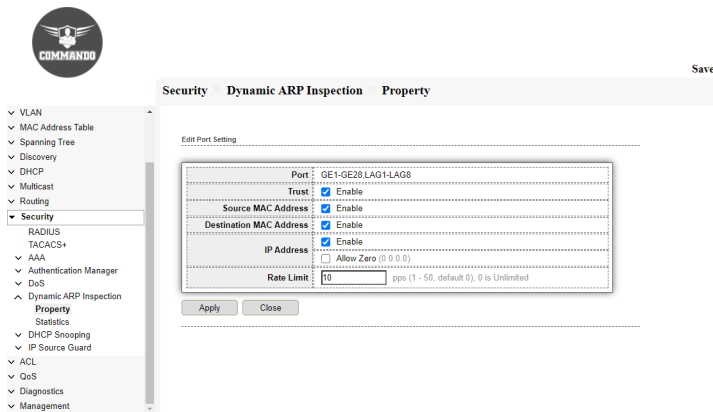 COMMANDO
Save
Security Dynamic ARP Inspection Property
VLAN
MAC Address Table
Spanning Tree
Discovery
DHCP
Multicast
Routing
Security
RADIUS
TACACS+
AAA
Authentication Manager
DoS
Dynamic ARP Inspection
Property
Statistics
DHCP Snooping
IP Source Guard
ACL
QoS
Diagnostics
Management
Edit Port Setting
Port GE1-GE28,LAG1-LAG8
Trust Enable
Source MAC Address Enable
Destination MAC Address Enable
IP Address Enable
Allow Zero (0.0.0.0)
Rate Limit 10 pps (1 - 50, default 0), 0 is Unlimited
Apply Close